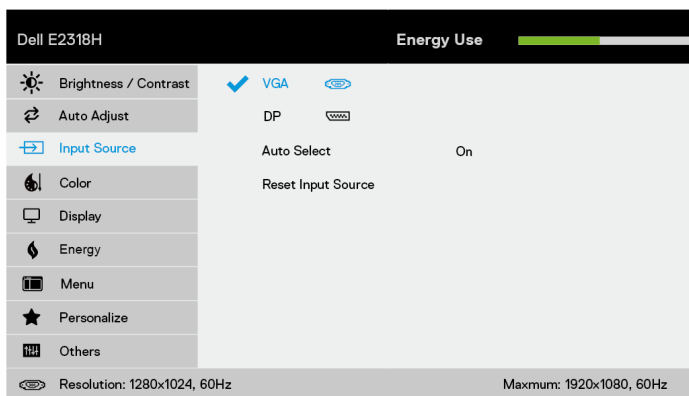 Dell E2318H Energy Use
Brightness / Contrast VGA
Auto Adjust DP
Input Source Auto Select On
Color Reset Input Source
Display
Energy
Menu
Personalize
Others
Resolution: 1280x1024, 60Hz Maxmum: 1920x1080, 60Hz